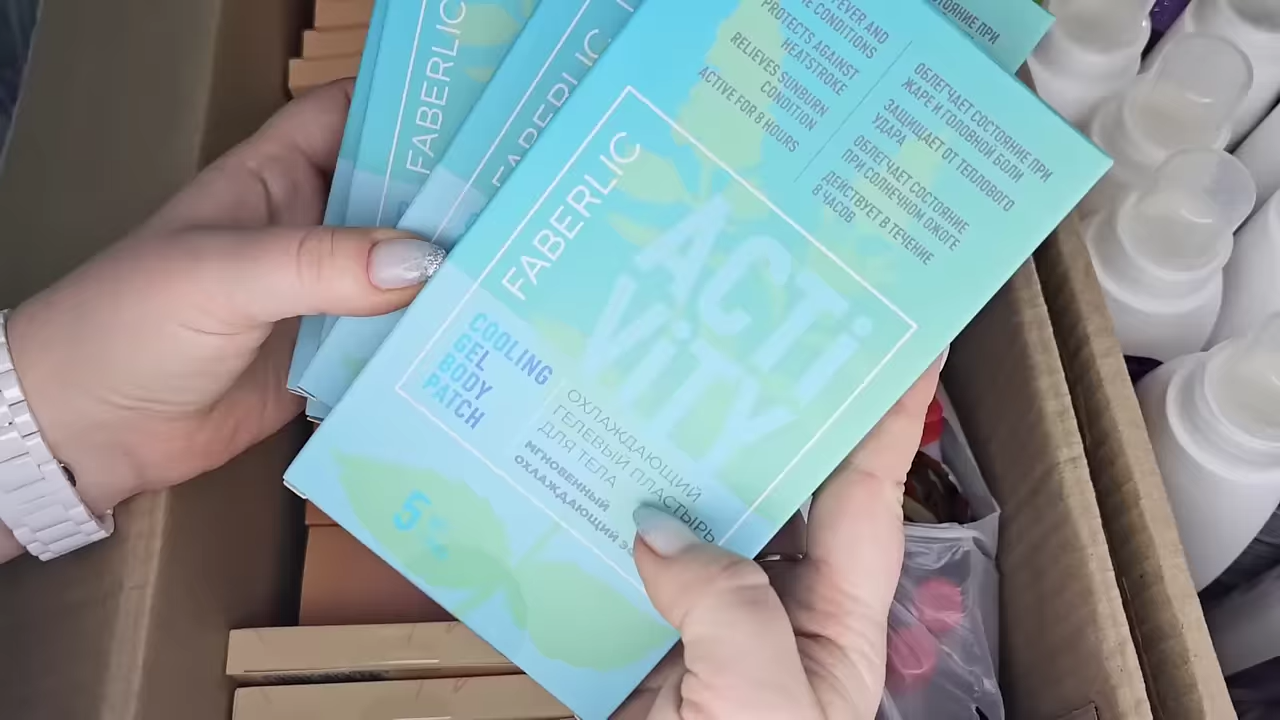 FEVER AND
CONDITIONS
PROTECTS AGAINST
HEATSTROKE
RELIEVES SUNBURN
CONDITION
ACTIVE FOR 8 HOURS
ОБЛЕГЧАЕТ СОСТОЯНИЕ ПРИ
ЖАРЕ И ГОЛОВНОЙ БОЛИ
ЗАЩИЩАЕТ ОТ ТЕПЛОВОГО
УДАРА
ОБЛЕГЧАЕТ СОСТОЯНИЕ
ПРИ СОЛНЕЧНОМ ОЖОГЕ
ДЕЙСТВУЕТ В ТЕЧЕНИЕ
8 ЧАСОВ
FABERLIC
ACTi
ViTY
COOLING
GEL
BODY
PATCH
ОХЛАЖДАЮЩИЙ
ГЕЛЕВЫЙ ПЛАСТЫРЬ
ДЛЯ ТЕЛА
МГНОВЕННЫЙ
ОХЛАЖДАЮЩИЙ
5
FABERLIC
FABERLIC
ПРИ